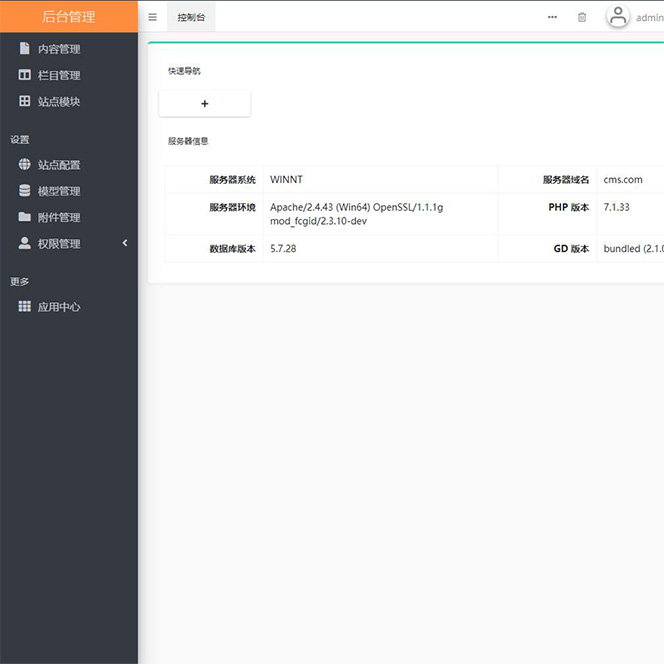 后台管理
控制台
admin
内容管理
栏目管理
站点模块
设置
站点配置
模型管理
附件管理
权限管理
更多
应用中心
快速导航
+
服务器信息
服务器系统 WINNT 服务器域名 cms.com
服务器环境 Apache/2.4.43 (Win64) OpenSSL/1.1.1g
mod_fcgid/2.3.10-dev
PHP 版本 7.1.33
数据库版本 5.7.28 GD 版本 bundled (2.1.0